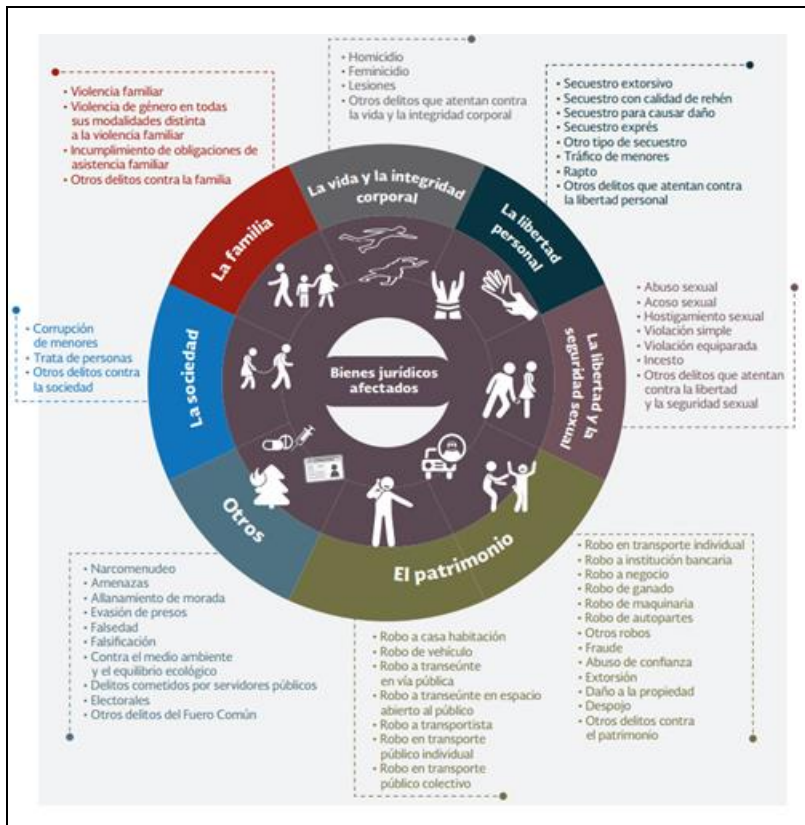 • Homicidio
• Feminicidio
• Lesiones
• Otros delitos que atentan contra
la vida y la integridad corporal
• Violencia familiar
• Violencia de género en todas
sus modalidades distinta
a la violencia familiar
• Incumplimiento de obligaciones de
asistencia familiar
• Otros delitos contra la familia
• Secuestro extorsivo
• Secuestro con calidad de rehén
• Secuestro para causar daño
• Secuestro exprés
• Otro tipo de secuestro
• Tráfico de menores
• Rapto
• Otros delitos que atentan contra
la libertad personal
La vida y la integridad
corporal
La familia
La libertad
personal
• Abuso sexual
• Acoso sexual
• Hostigamiento sexual
• Violación simple
• Violación equiparada
• Incesto
• Otros delitos que atentan
contra la libertad
y la seguridad sexual
• Corrupción
de menores
• Trata de personas
• Otros delitos contra
la sociedad
La sociedad
Bienes jurídicos
afectados
La libertad y la
seguridad sexual
Otros
El patrimonio
• Narcomenudeo
• Amenazas
• Allanamiento de morada
• Evasión de presos
• Falsedad
• Falsificación
• Contra el medio ambiente
y el equilibrio ecológico
• Delitos cometidos por servidores públicos
• Electorales
• Otros delitos del Fuero Común
• Robo a casa habitación
• Robo de vehículo
• Robo a transeúnte
en vía pública
• Robo a transeúnte en espacio
abierto al público
• Robo a transportista
• Robo en transporte
público individual
• Robo en transporte
público colectivo
• Robo en transporte individual
• Robo a institución bancaria
• Robo a negocio
• Robo de ganado
• Robo de maquinaria
• Robo de autopartes
• Otros robos
• Fraude
• Abuso de confianza
• Extorsión
• Daño a la propiedad
• Despojo
• Otros delitos contra
el patrimonio